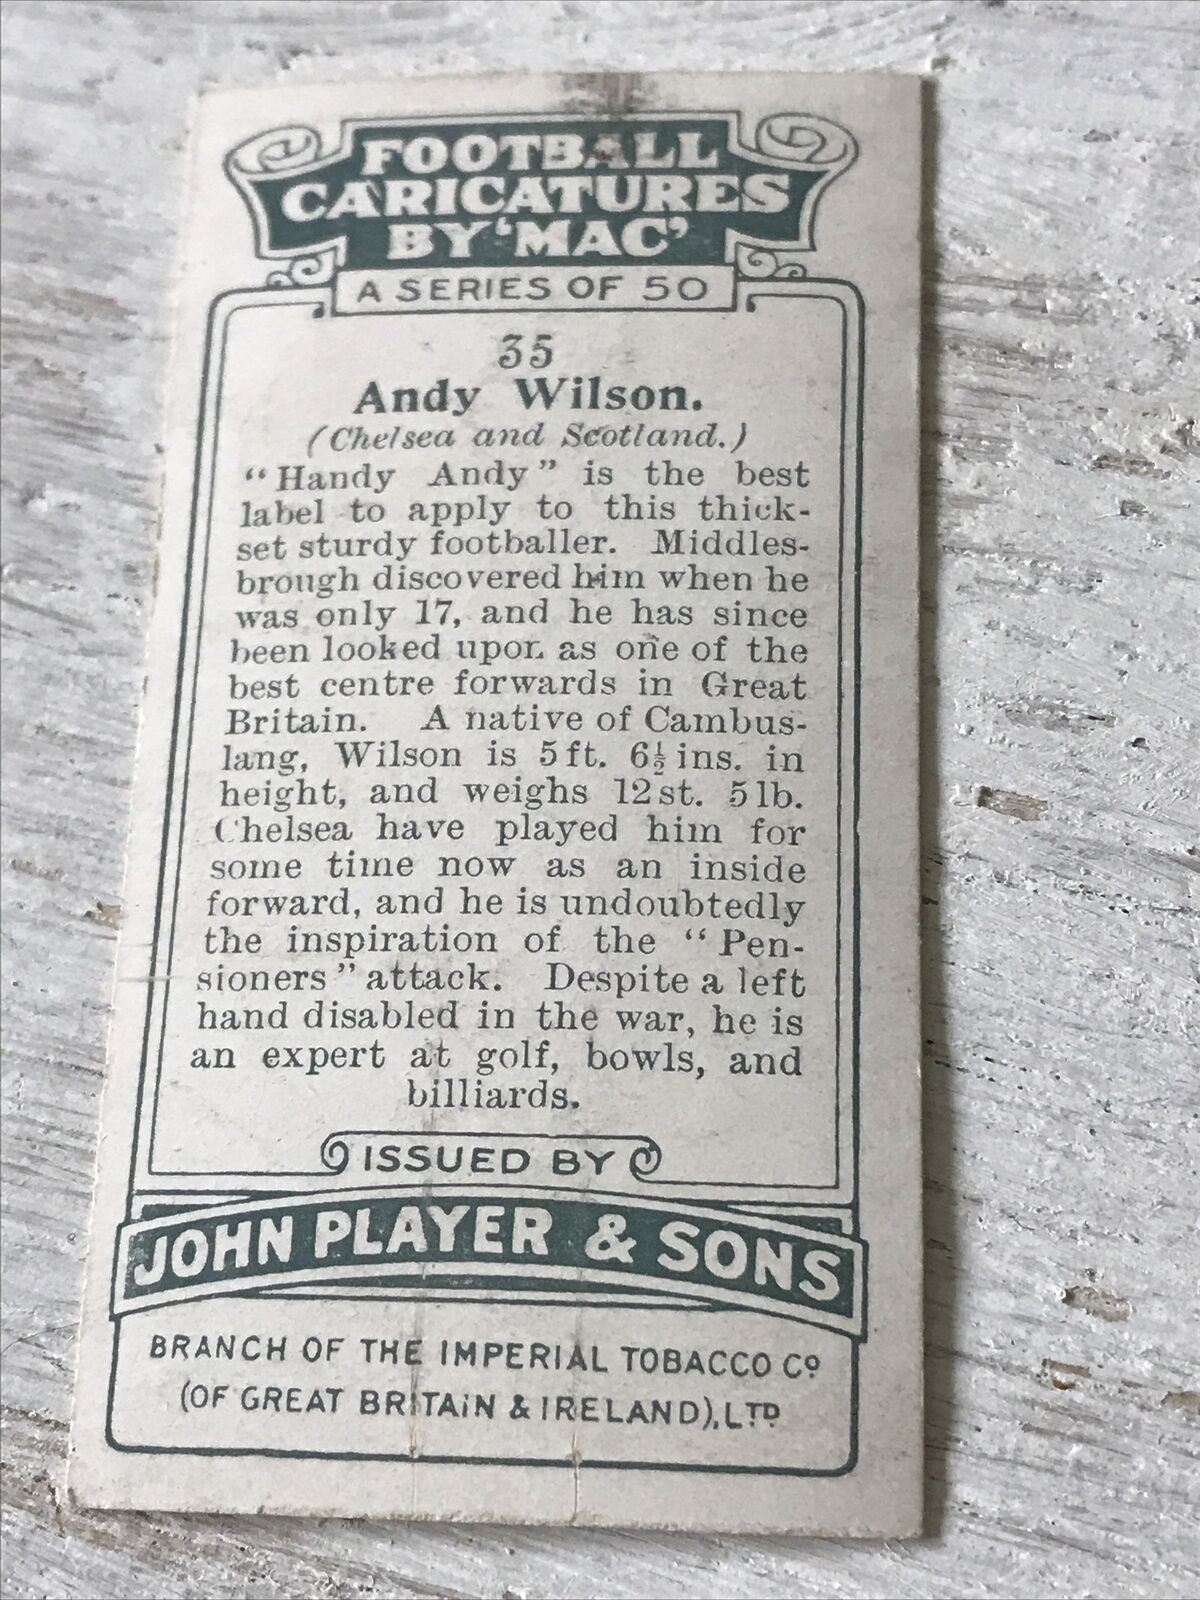 FOOTBALL
CARICATURES
BY 'MAC'
A SERIES OF 50
35
Andy Wilson.
(Chelsea and Scotland.)
"Handy Andy" is the best
label to apply to this thick-
set sturdy footballer. Middles-
brough discovered him when he
was only 17, and he has since
been looked upon as one of the
best centre forwards in Great
Britain. A native of Cambus-
lang, Wilson is 5 ft. 6½ ins. in
height, and weighs 12 st. 5 lb.
Chelsea have played him for
some time now as an inside
forward, and he is undoubtedly
the inspiration of the "Pen-
sioners" attack. Despite a left
hand disabled in the war, he is
an expert at golf, bowls, and
billiards.
ISSUED BY
JOHN PLAYER & SONS
BRANCH OF THE IMPERIAL TOBACCO Cº
(OF GREAT BRITAIN & IRELAND), LTD